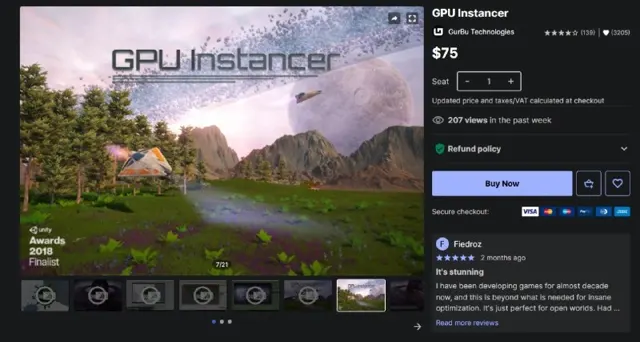 GPU Instancer
unity
Awards
2018
Finalist
7/21
GPU Instancer
GurBu Technologies
(139) | (3205)
$75
Seat - 1 +
Updated price and taxes/VAT calculated at checkout
207 views in the past week
Refund policy
Buy Now
Secure checkout: VISA
F Fiedroz
2 months ago
It's stunning
I have been developing games for almost decade
now, and this is beyond what is needed for insane
optimization. It's just perfect for open worlds. Had ...
Read more reviews